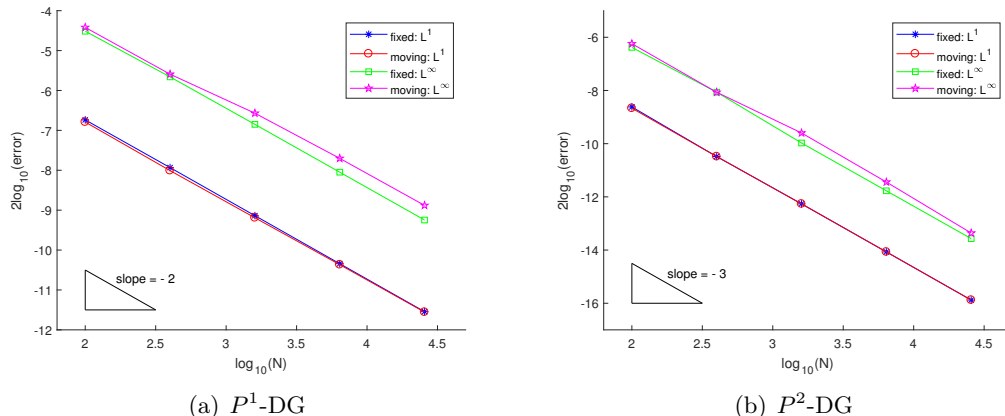 -4
-5
-6
-7
-8
-9
-10
-11
-12
2log10(error)
2
2.5
3
3.5
4
4.5
log10(N)
fixed: L1
moving: L1
fixed: L∞
moving: L∞
slope = - 2
(a) P1-DG
-6
-8
-10
-12
-14
-16
2log10(error)
2
2.5
3
3.5
4
4.5
log10(N)
fixed: L1
moving: L1
fixed: L∞
moving: L∞
slope = - 3
(b) P2-DG